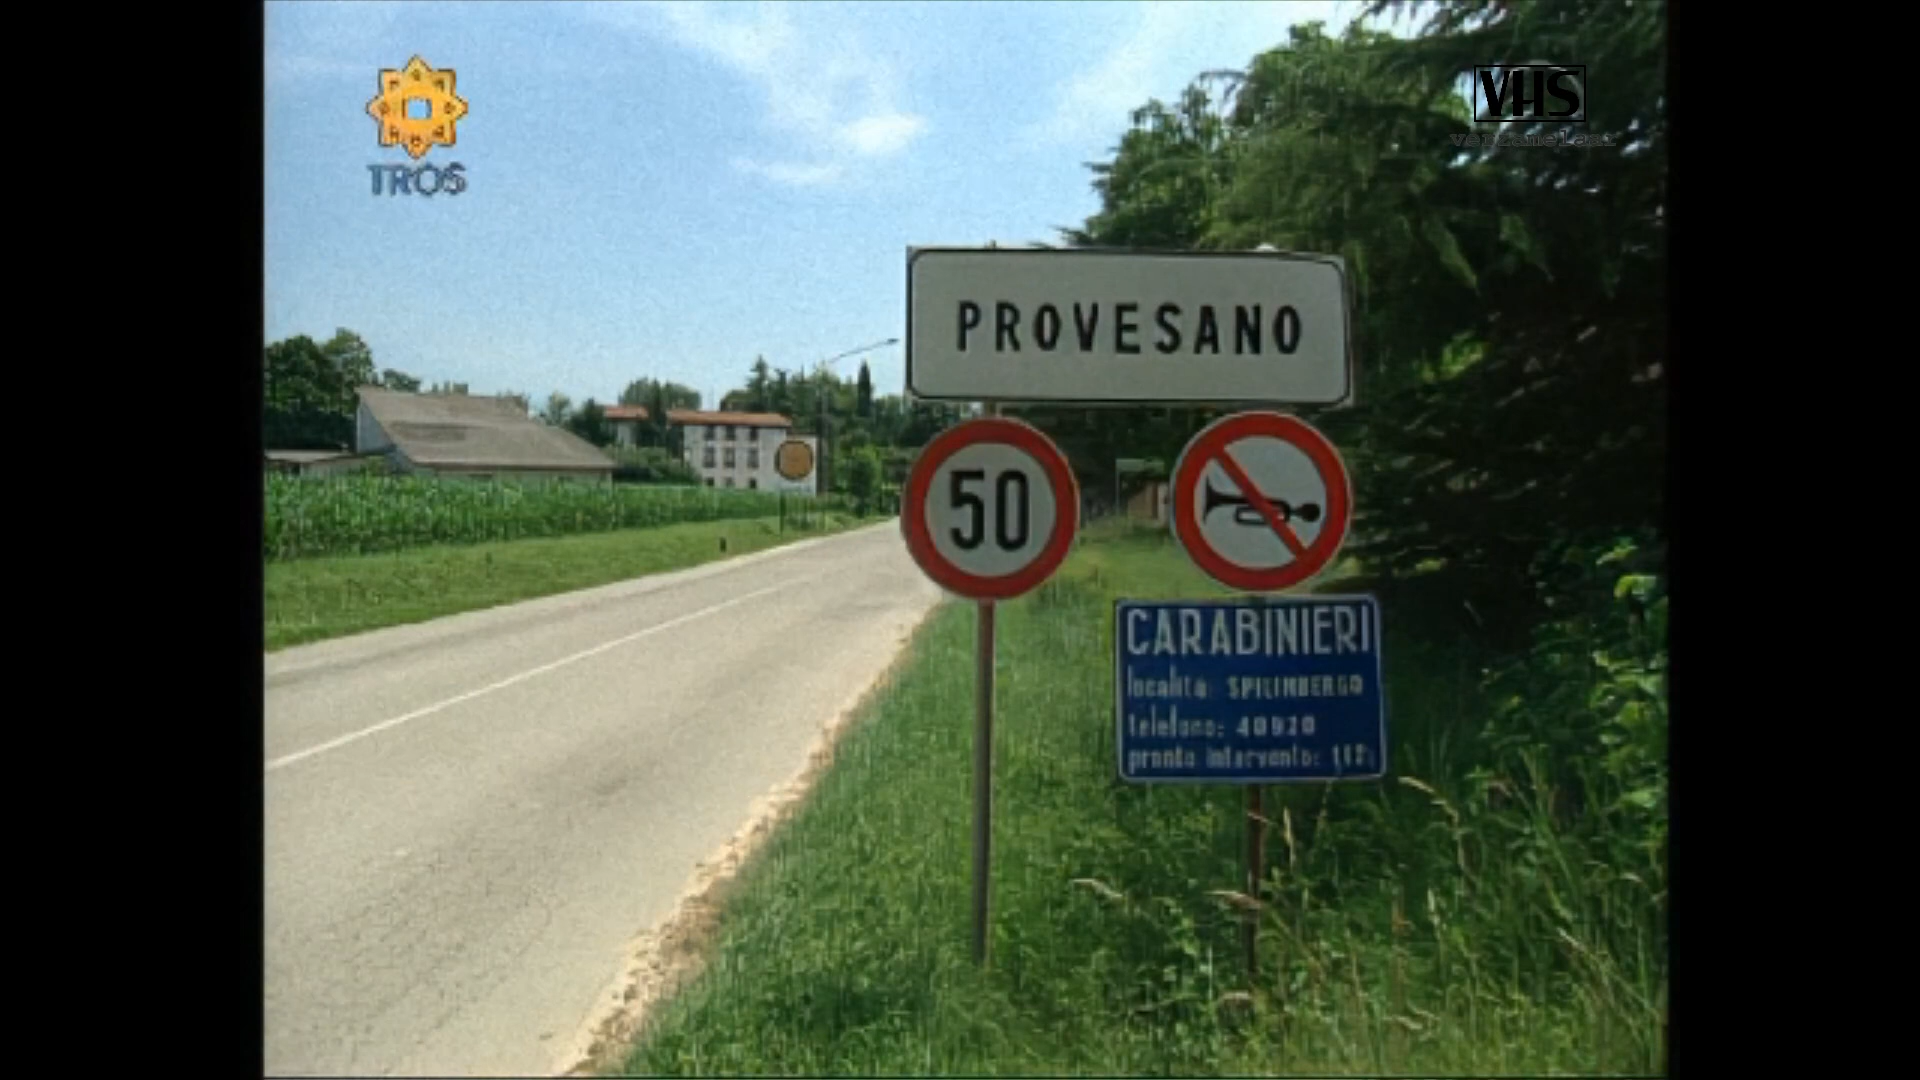 TROS
VHS
PROVESANO
50
CARABINIERI
località: SPILIMBERGO
telefono: 40920
pronto intervento: 112